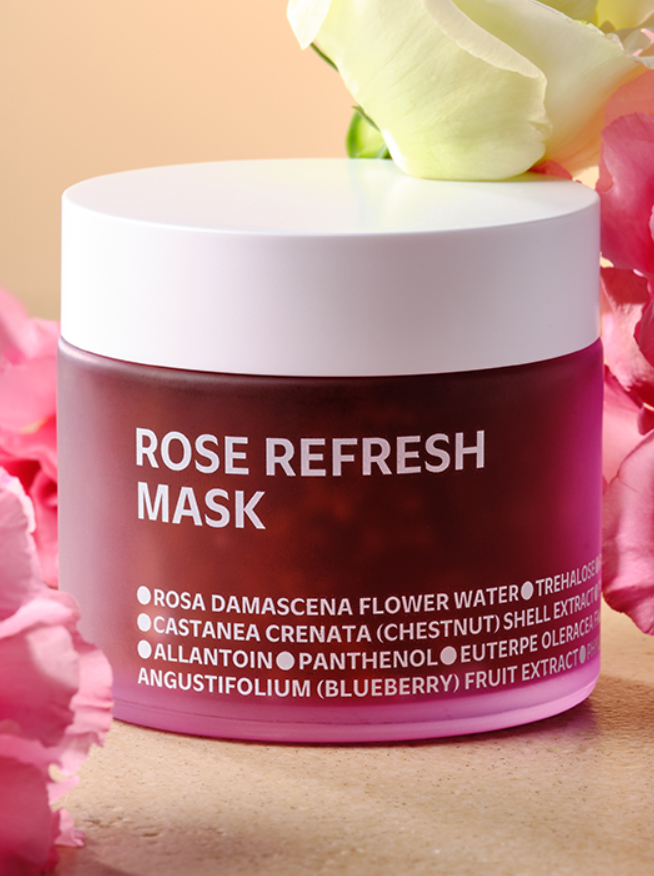 ROSE REFRESH
MASK
●ROSA DAMASCENA FLOWER WATER●TREHALOSE
●CASTANEA CRENATA (CHESTNUT) SHELL EXTRACT
●ALLANTOIN●PANTHENOL●EUTERPE OLERACEA
ANGUSTIFOLIUM (BLUEBERRY) FRUIT EXTRACT●